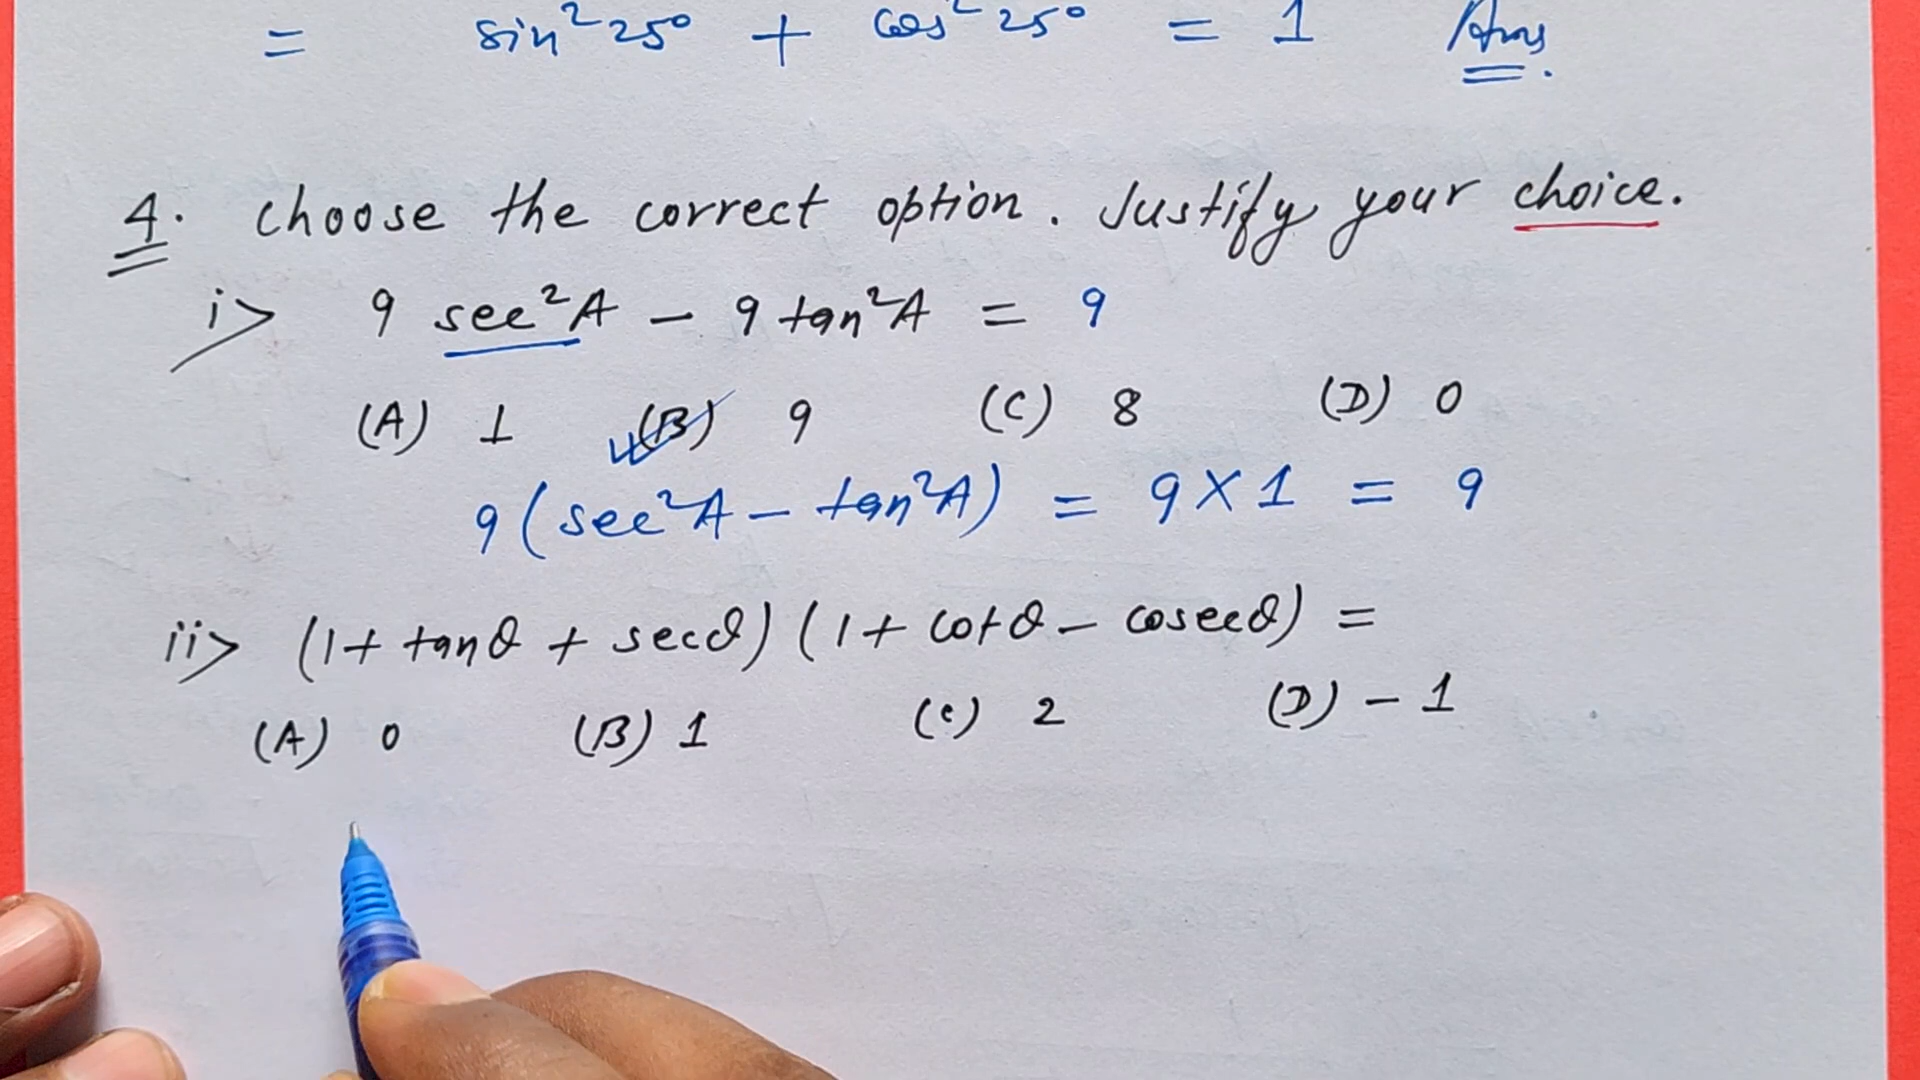 = sin²25° + cos²25° = 1 Ans.
4. Choose the correct option. Justify your choice.
i> 9 sec²A - 9 tan²A = 9
(A) 1 (B) 9 (C) 8 (D) 0
9(sec²A - tan²A) = 9 X 1 = 9
ii> (1 + tanθ + secθ) (1 + cotθ - cosecθ) =
(A) 0 (B) 1 (C) 2 (D) - 1